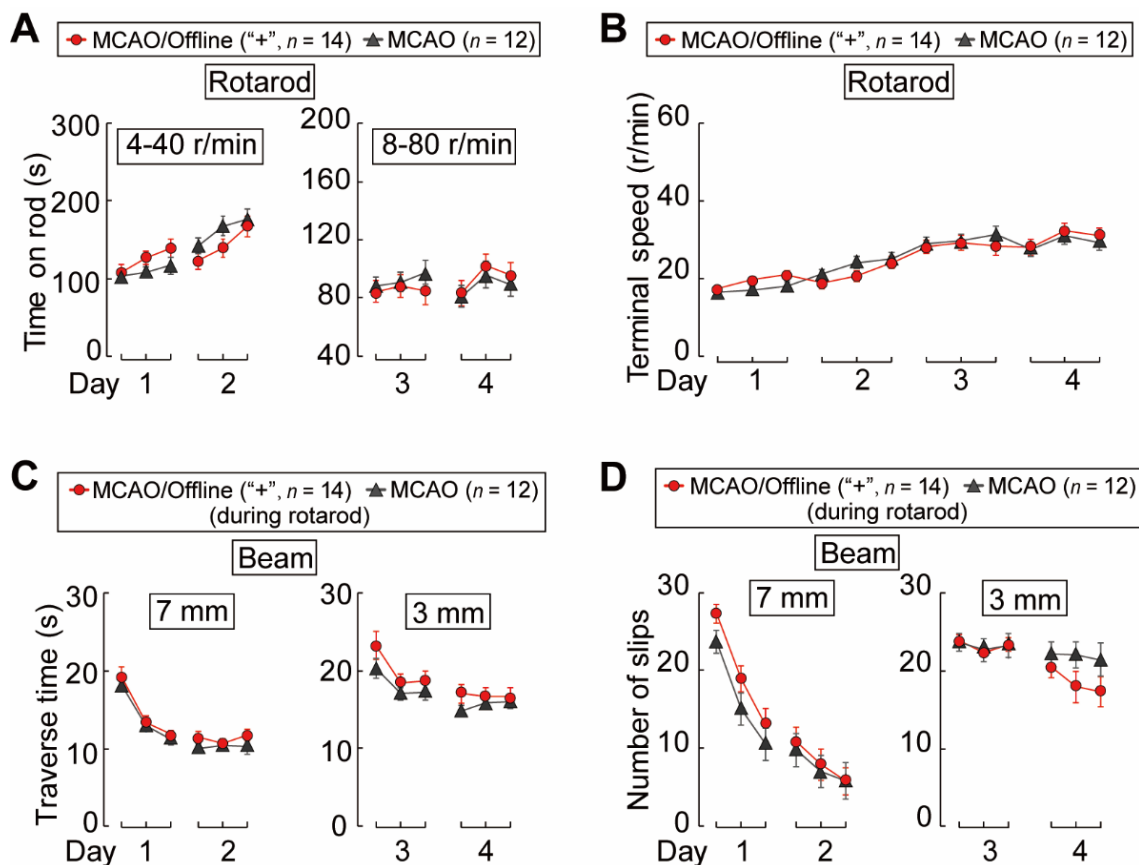 A
MCAO/Offline (“+”, n = 14) MCAO (n = 12)
Rotarod
4-40 r/min
8-80 r/min
Time on rod (s)
300
200
100
0
200
160
120
80
40
Day 1 2 3 4
B
MCAO/Offline (“+”, n = 14) MCAO (n = 12)
Rotarod
Terminal speed (r/min)
60
40
20
0
Day 1 2 3 4
C
MCAO/Offline (“+”, n = 14) MCAO (n = 12)
(during rotarod)
Beam
7 mm
3 mm
Traverse time (s)
30
20
10
0
30
20
10
0
Day 1 2 3 4
D
MCAO/Offline (“+”, n = 14) MCAO (n = 12)
(during rotarod)
Beam
7 mm
3 mm
Number of slips
30
20
10
0
30
20
10
0
Day 1 2 3 4